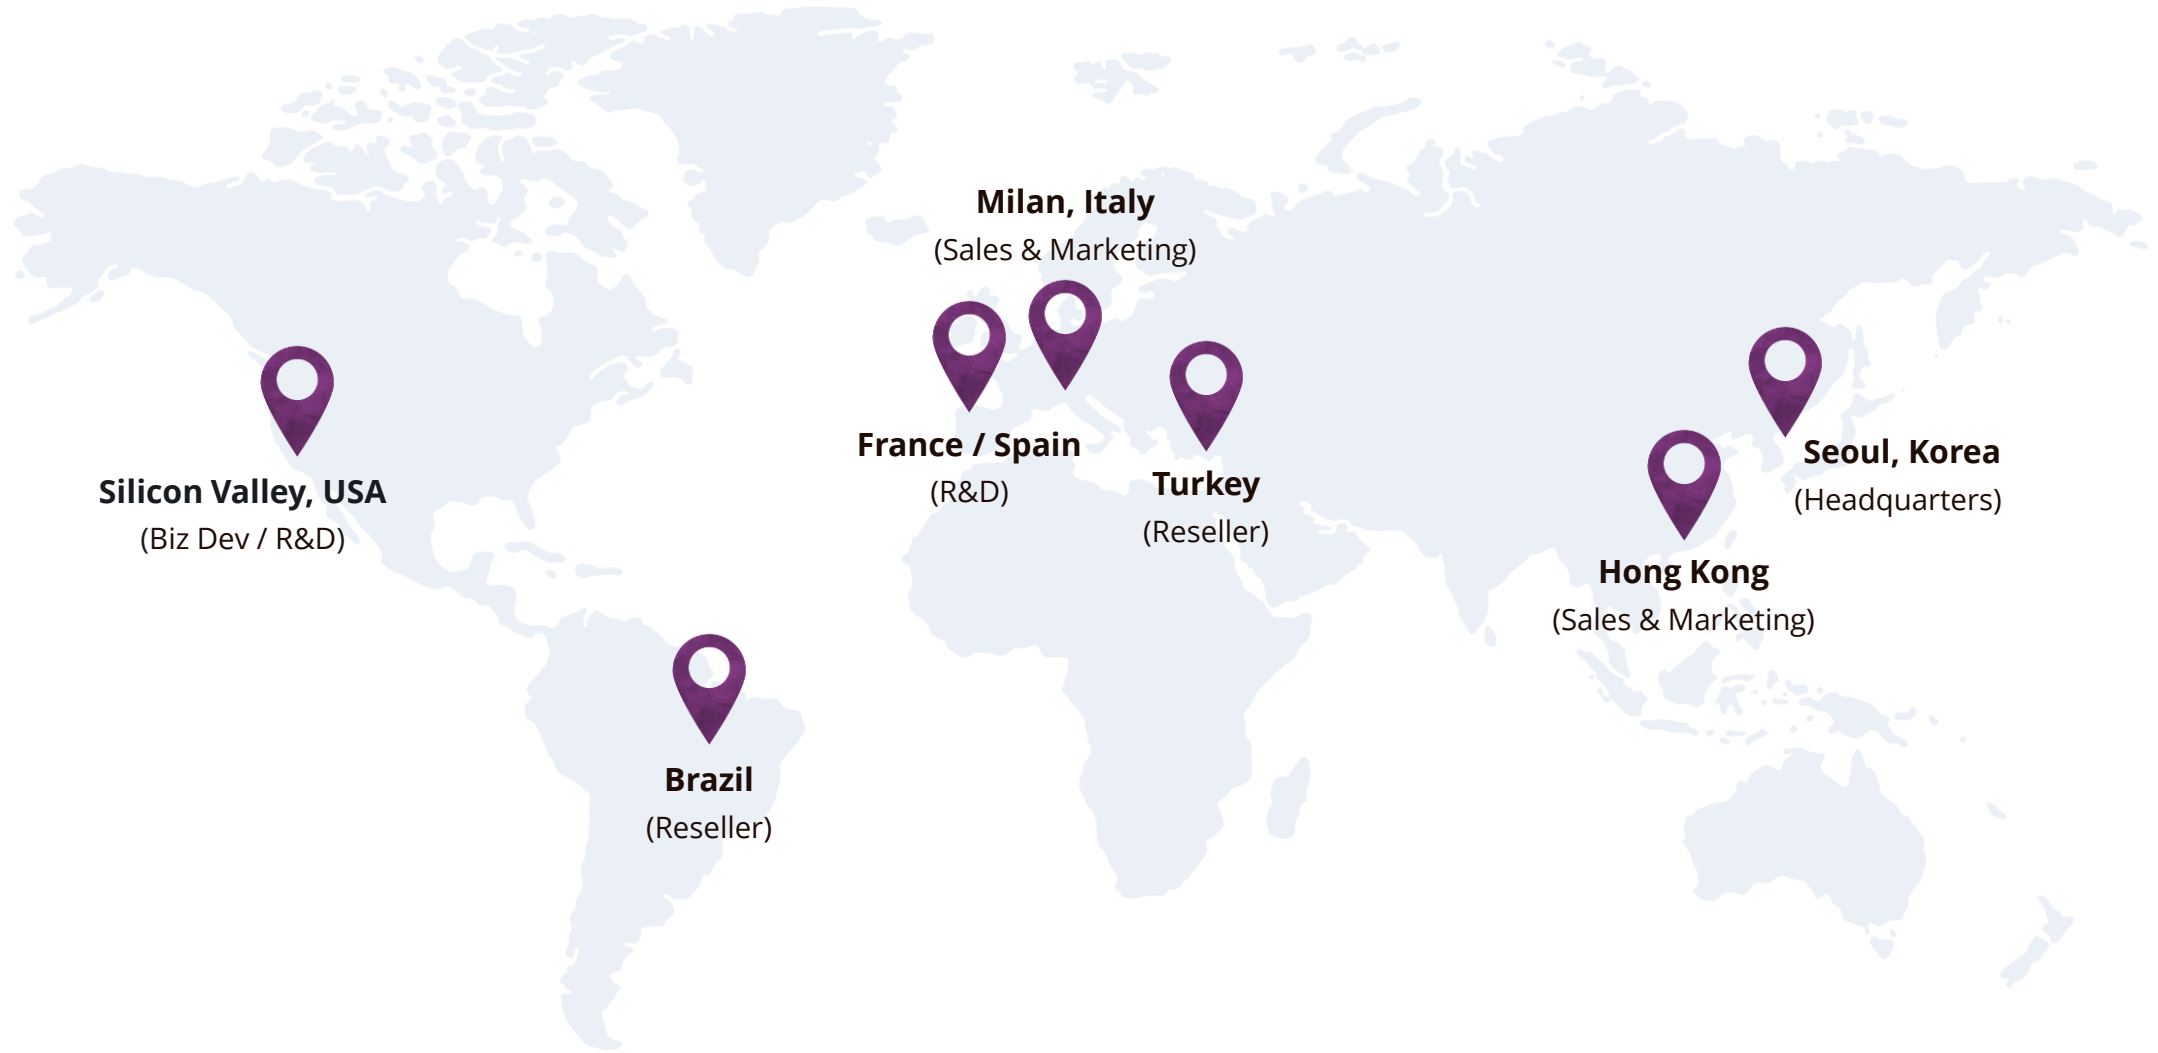 Milan, Italy
(Sales & Marketing)
France / Spain
(R&D)
Turkey
(Reseller)
Seoul, Korea
(Headquarters)
Silicon Valley, USA
(Biz Dev / R&D)
Hong Kong
(Sales & Marketing)
Brazil
(Reseller)